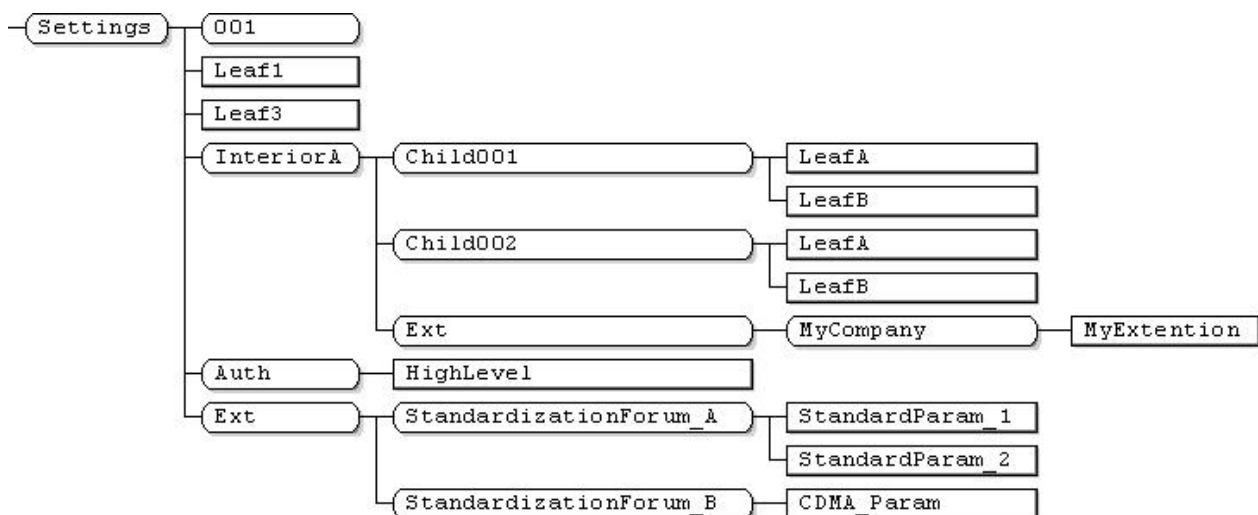 Settings
001
Leaf1
Leaf3
InteriorA
Child001
LeafA
LeafB
Child002
LeafA
LeafB
Ext
MyCompany
MyExtention
Auth
HighLevel
Ext
StandardizationForum_A
StandardParam_1
StandardParam_2
StandardizationForum_B
CDMA_Param